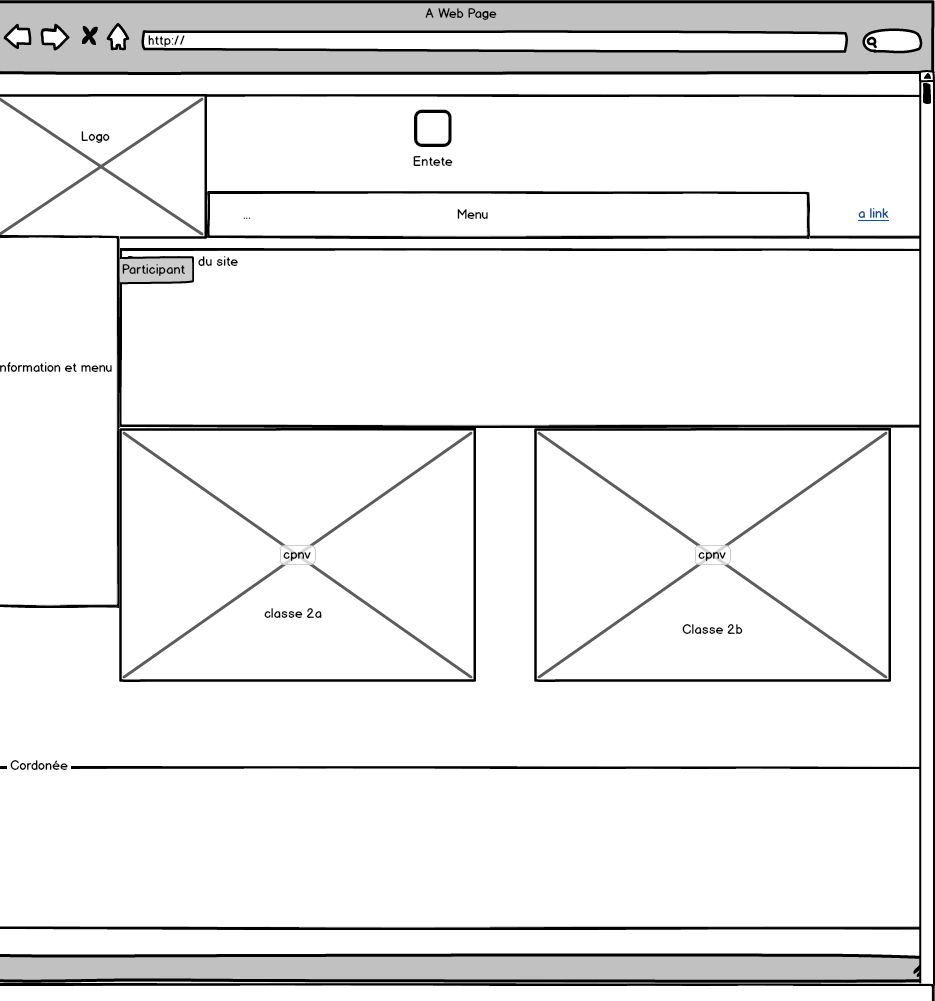 A Web Page
http://
Logo
Entete
... Menu
a link
du site
Participant
nformation et menu
cpnv
cpnv
classe 2a
Classe 2b
Cordonée